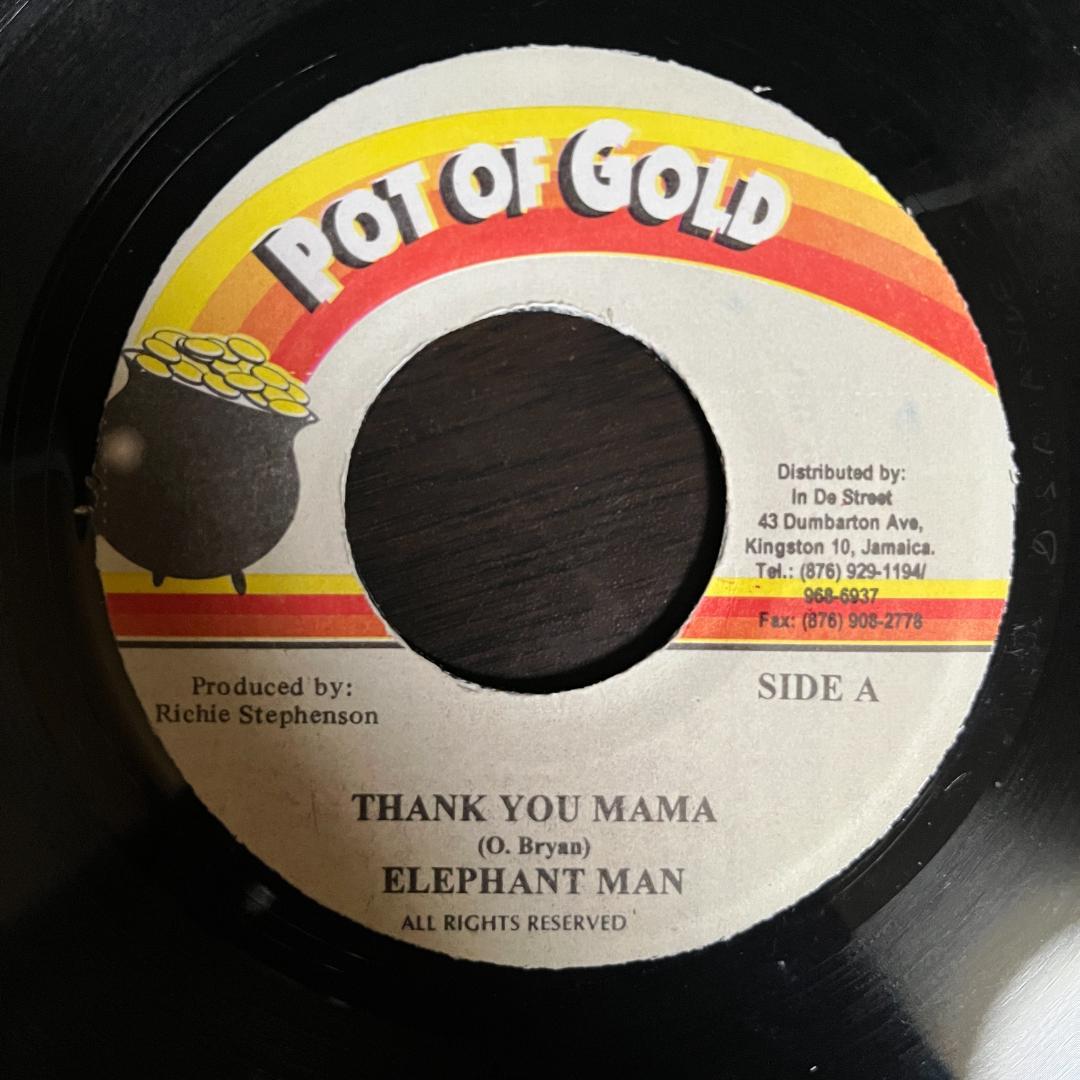 POT OF GOLD
Distributed by:
In De Street
43 Dumbarton Ave,
Kingston 10, Jamaica.
Tel.: (876) 929-1194/
968-6937
Fax: (876) 908-2778
Produced by:
Richie Stephenson
SIDE A
THANK YOU MAMA
(O. Bryan)
ELEPHANT MAN
ALL RIGHTS RESERVED